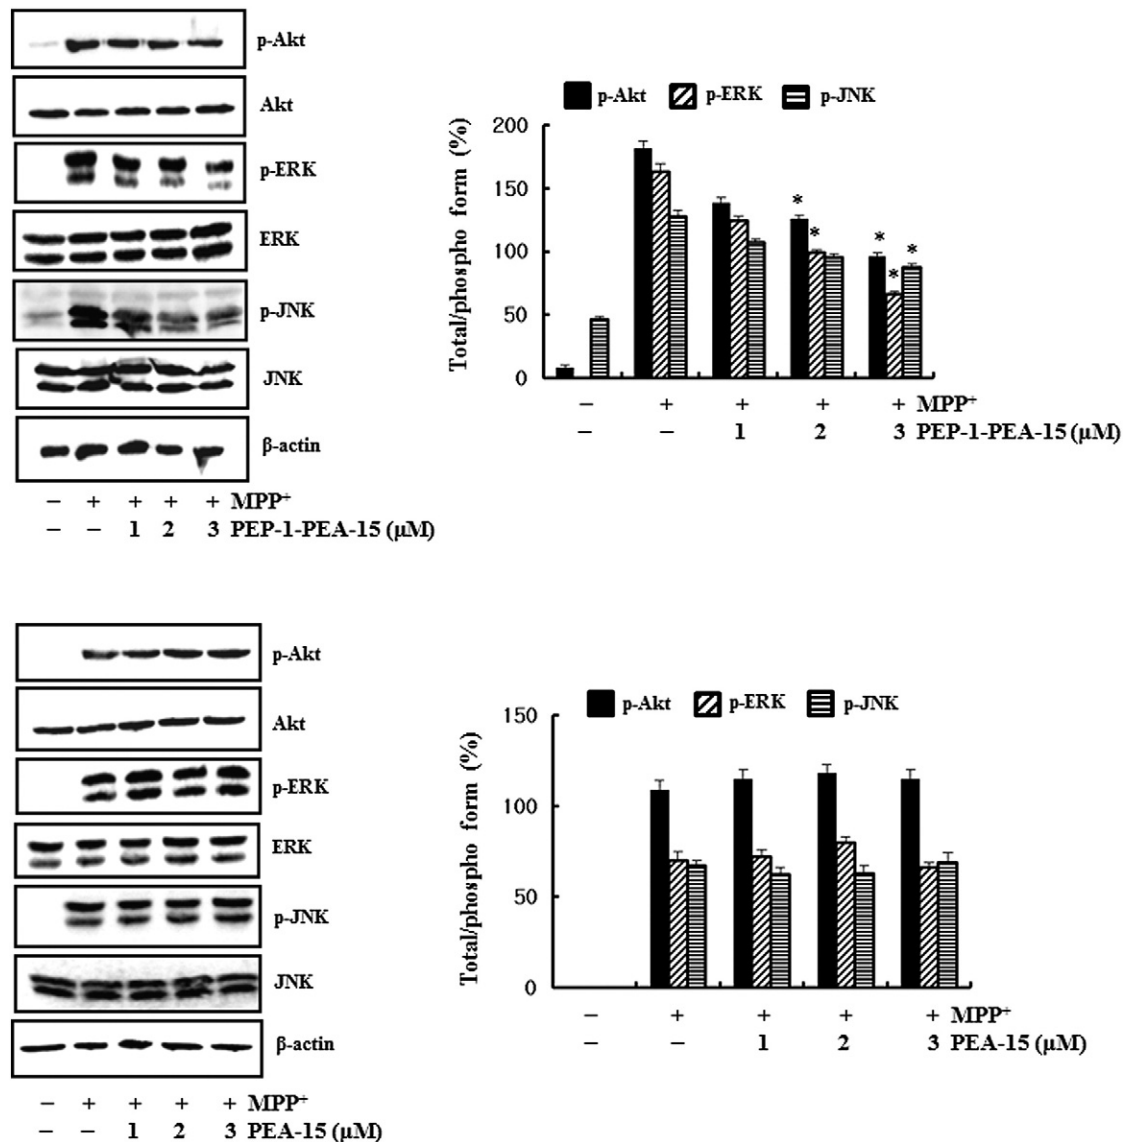 p-Akt
Akt
p-ERK
ERK
p-JNK
JNK
β-actin
− + + + + MPP⁺
− − 1 2 3 PEP-1-PEA-15 (μM)
p-Akt p-ERK p-JNK
Total/phospho form (%)
200
150
100
50
0
* * * * *
− + + + + MPP⁺
− − 1 2 3 PEP-1-PEA-15 (μM)
p-Akt
Akt
p-ERK
ERK
p-JNK
JNK
β-actin
− + + + + MPP⁺
− − 1 2 3 PEA-15 (μM)
p-Akt p-ERK p-JNK
Total/phospho form (%)
150
100
50
0
− + + + + MPP⁺
− − 1 2 3 PEA-15 (μM)